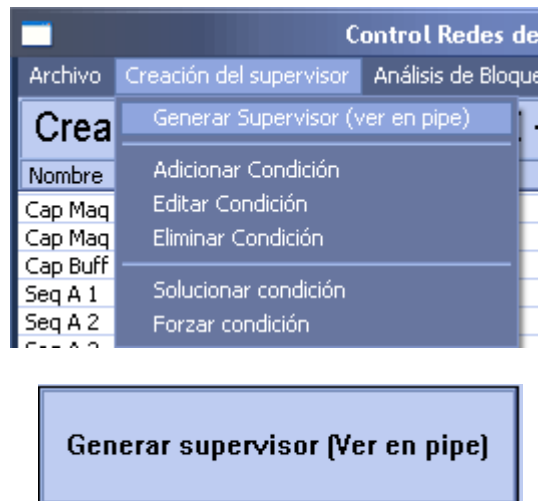 Control Redes de
Archivo Creación del supervisor Análisis de Bloque
Crea
Generar Supervisor (ver en pipe)
Nombre
Adicionar Condición
Cap Maq
Editar Condición
Cap Maq
Eliminar Condición
Cap Buff
Seq A 1
Solucionar condición
Seq A 2
Forzar condición
Generar supervisor (Ver en pipe)